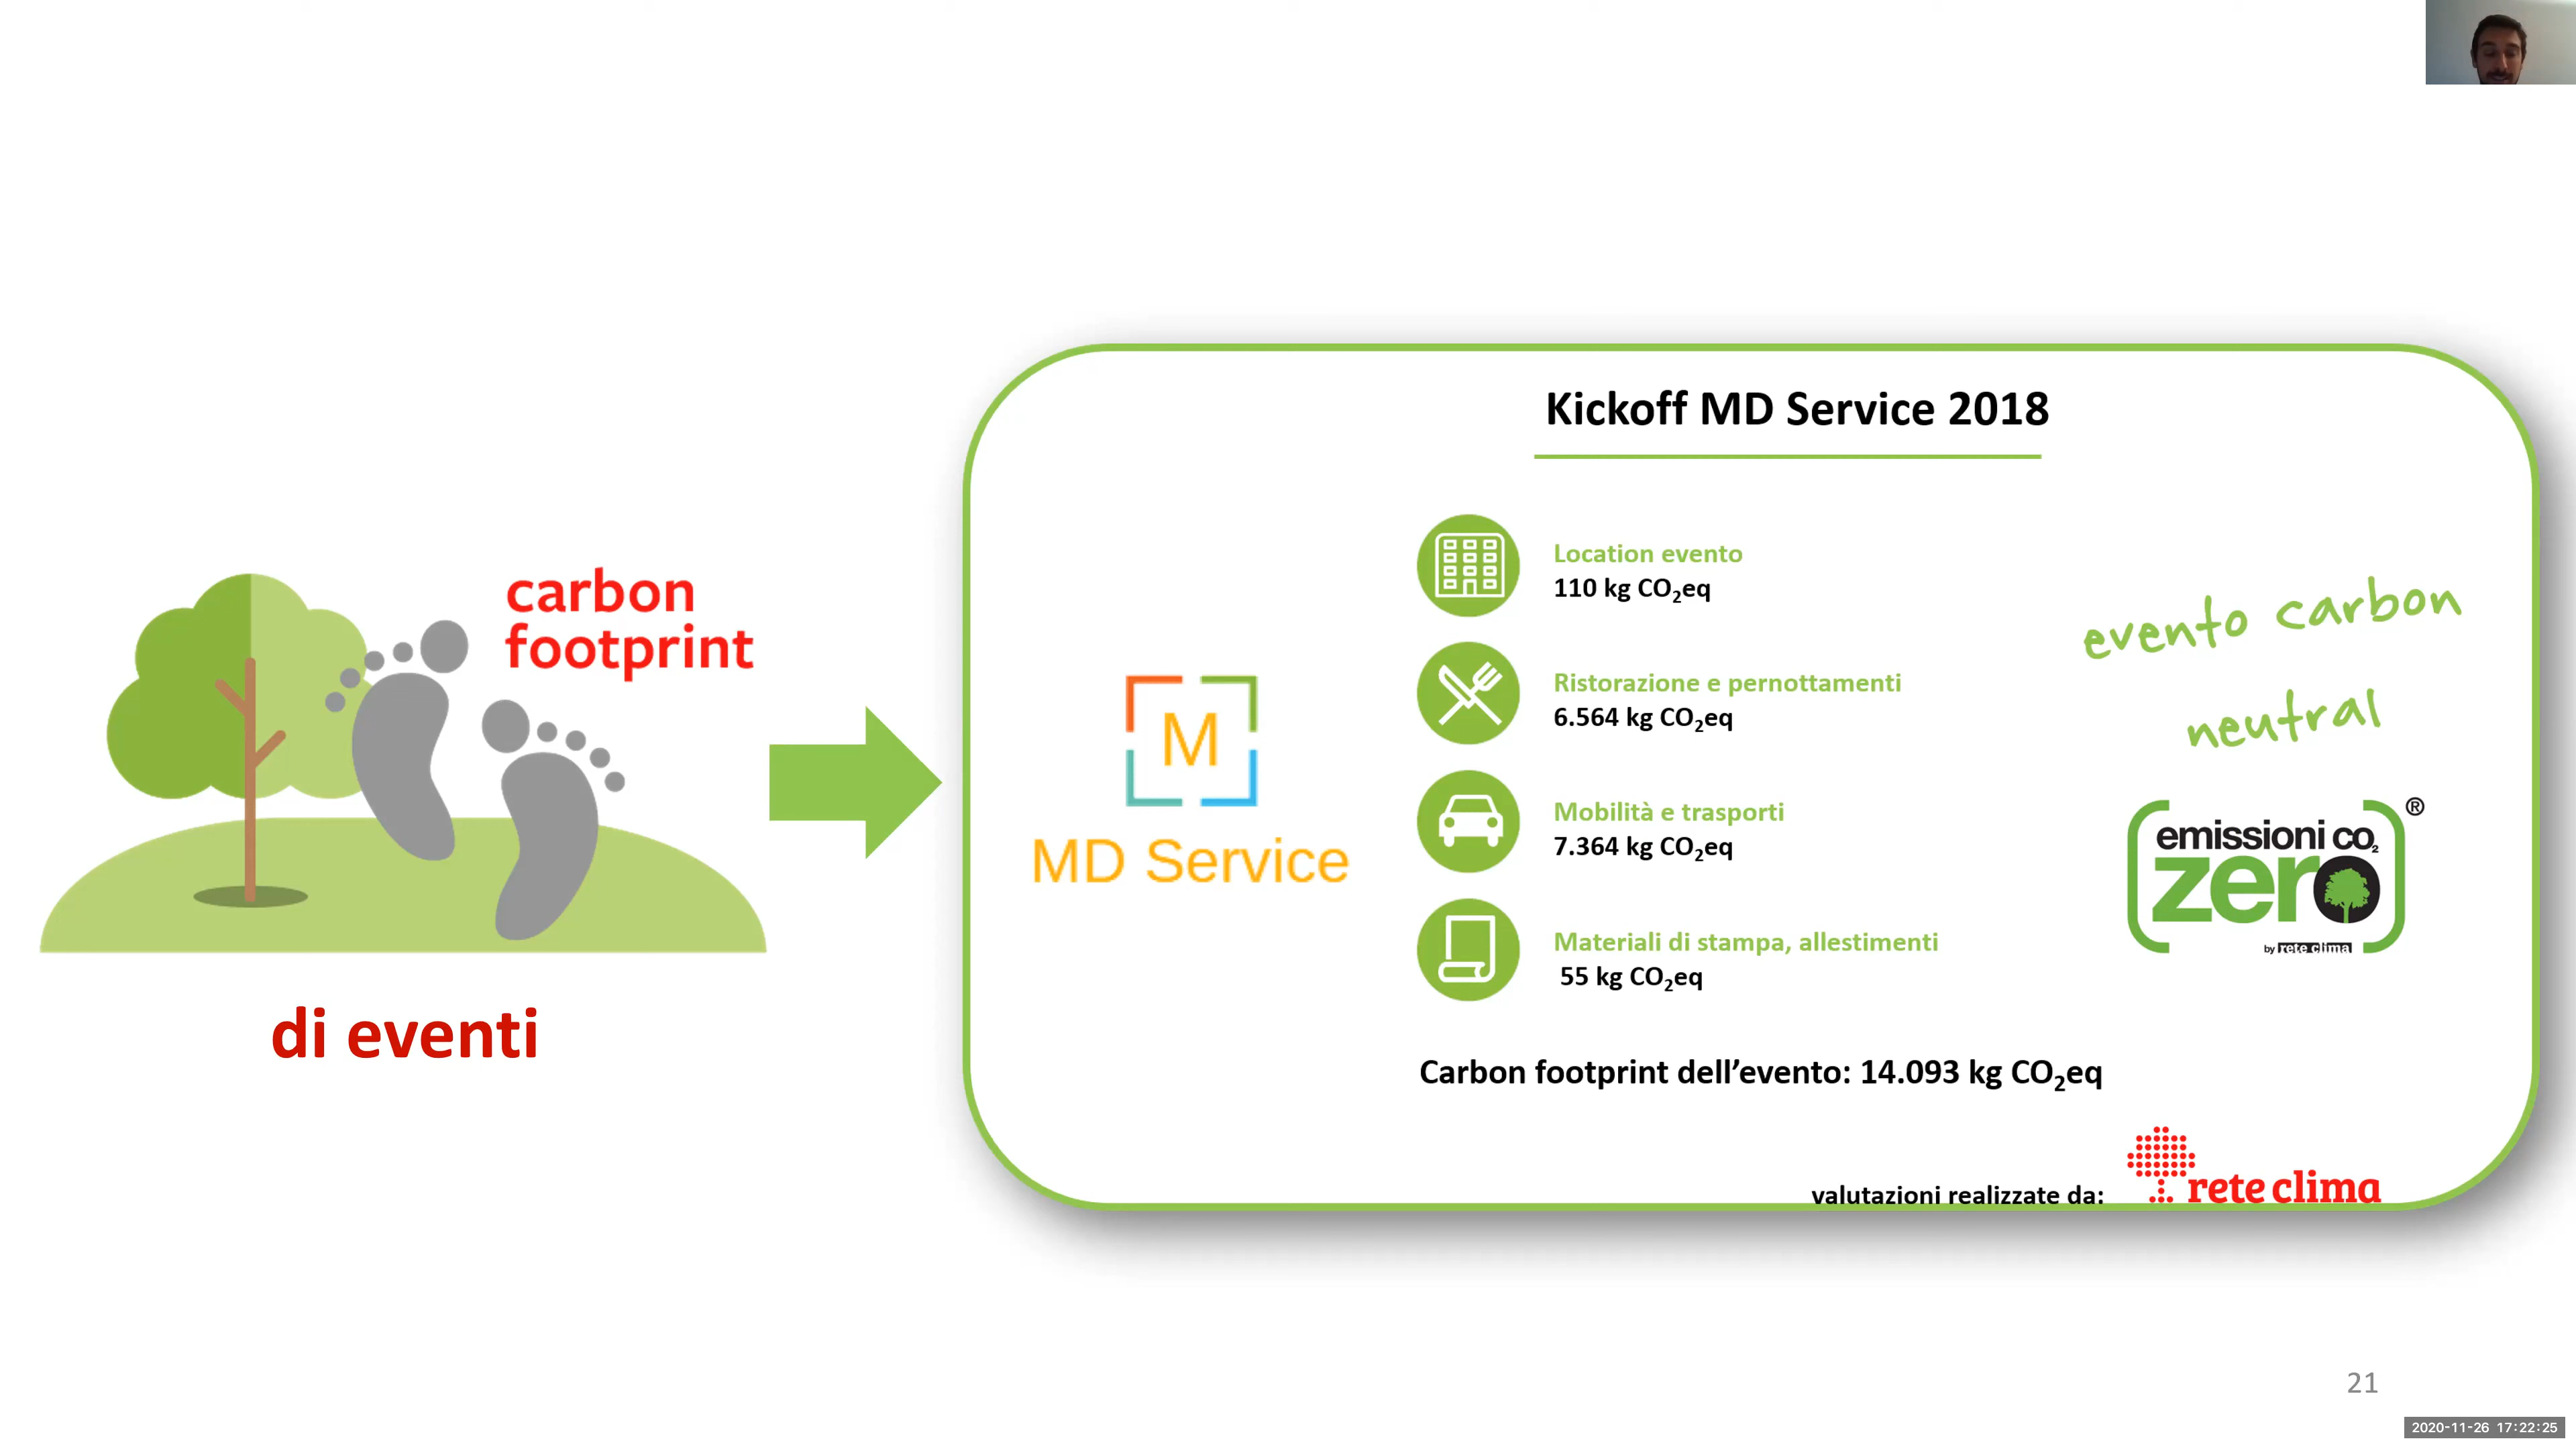 carbon
footprint
di eventi
Kickoff MD Service 2018
M
MD Service
Location evento
110 kg CO₂eq
Ristorazione e pernottamenti
6.564 kg CO₂eq
Mobilità e trasporti
7.364 kg CO₂eq
Materiali di stampa, allestimenti
55 kg CO₂eq
evento carbon
neutral
emissioni co₂ ®
zero
by rete clima
Carbon footprint dell’evento: 14.093 kg CO₂eq
valutazioni realizzate da:
rete clima
21
2020-11-26 17:22:25